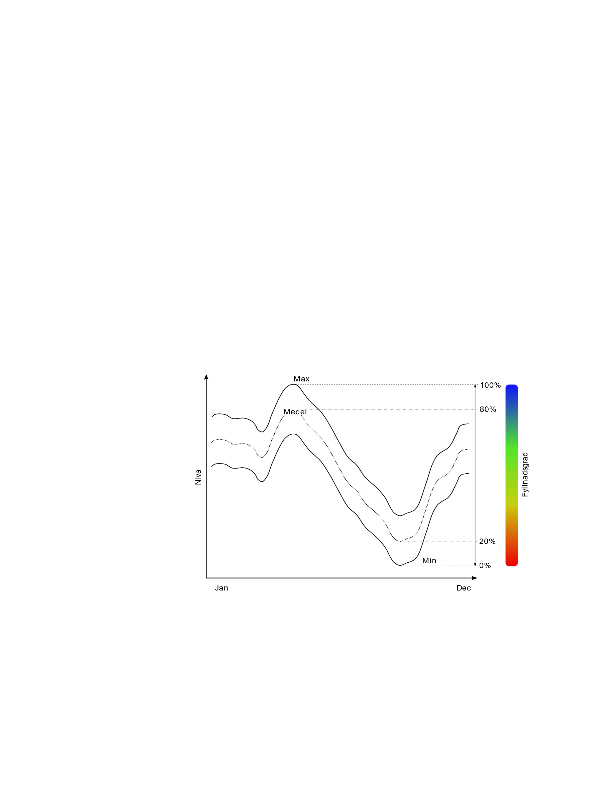 Max
100%
Medel
80%
Nivå
Fyllnadsgrad
20%
Min
0%
Jan
Dec